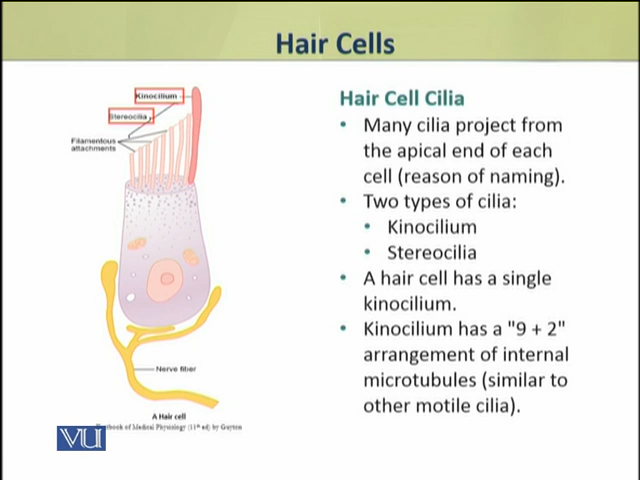 Hair Cells
Kinocilium
Stereocilia
Filamentous
attachments
Nerve fiber
A Hair cell
Textbook of Medical Physiology (11th ed) by Guyton
VU
Hair Cell Cilia
• Many cilia project from
the apical end of each
cell (reason of naming).
• Two types of cilia:
• Kinocilium
• Stereocilia
• A hair cell has a single
kinocilium.
• Kinocilium has a "9 + 2"
arrangement of internal
microtubules (similar to
other motile cilia).